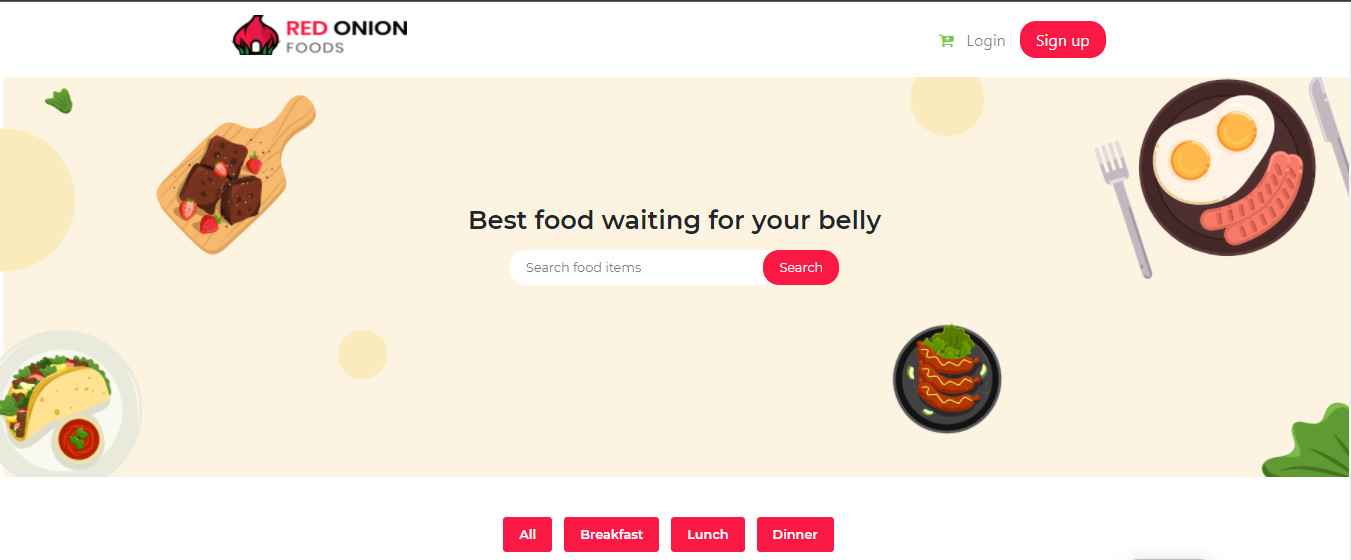 RED ONION
FOODS
Login
Sign up
Best food waiting for your belly
Search food items
Search
All
Breakfast
Lunch
Dinner